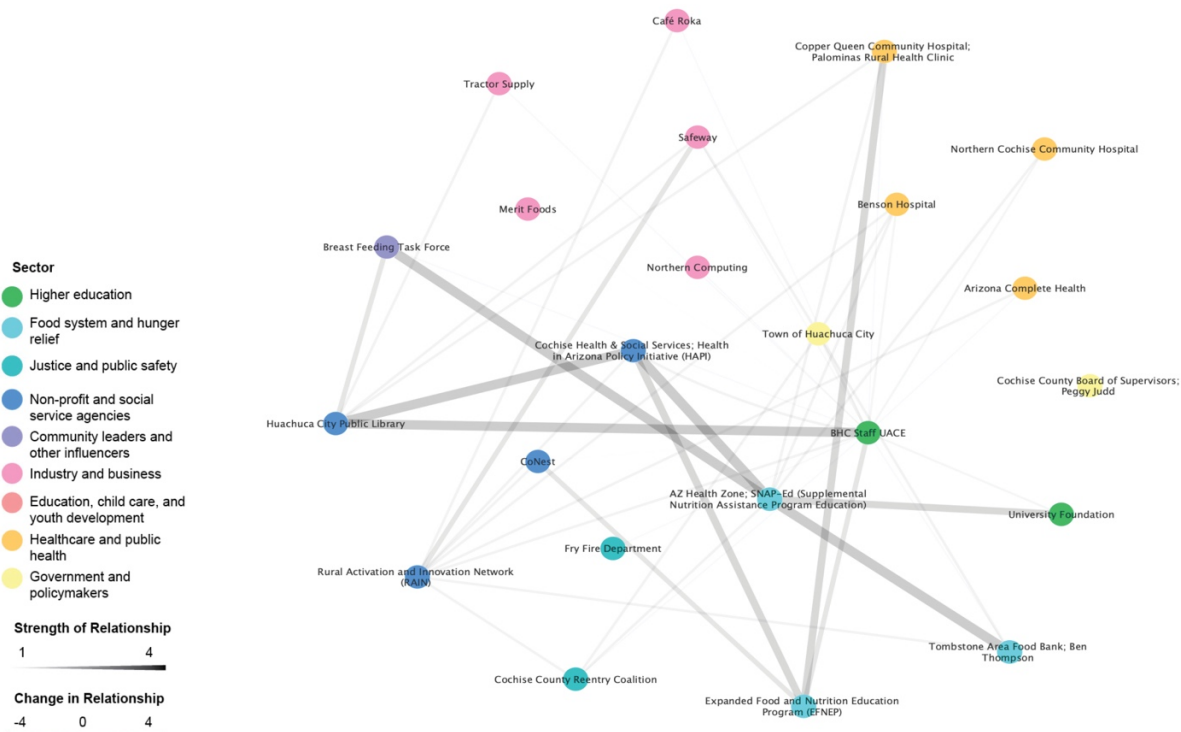 Café Roka
Copper Queen Community Hospital;
Palominas Rural Health Clinic
Tractor Supply
Safeway
Northern Cochise Community Hospital
Benson Hospital
Merit Foods
Breast Feeding Task Force
Northern Computing
Arizona Complete Health
Town of Huachuca City
Cochise Health & Social Services; Health
in Arizona Policy Initiative (HAPI)
Cochise County Board of Supervisors;
Peggy Judd
Huachuca City Public Library
BHC Staff UACE
CoNest
AZ Health Zone; SNAP-Ed (Supplemental
Nutrition Assistance Program Education)
University Foundation
Fry Fire Department
Rural Activation and Innovation Network
(RAIN)
Tombstone Area Food Bank; Ben
Thompson
Cochise County Reentry Coalition
Expanded Food and Nutrition Education
Program (EFNEP)
Sector
Higher education
Food system and hunger
relief
Justice and public safety
Non-profit and social
service agencies
Community leaders and
other influencers
Industry and business
Education, child care, and
youth development
Healthcare and public
health
Government and
policymakers
Strength of Relationship
1 4
Change in Relationship
-4 0 4